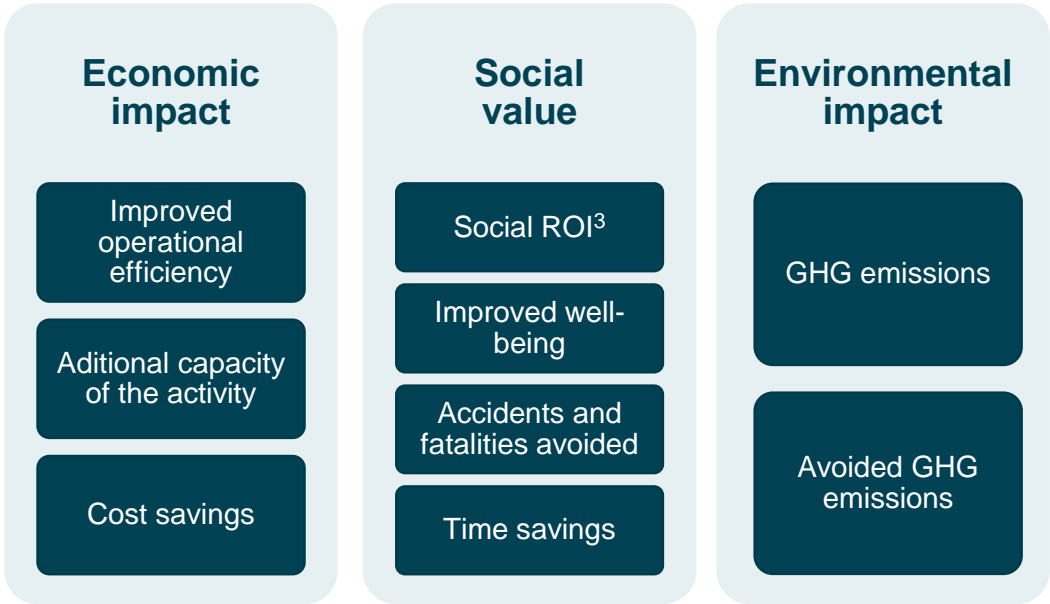 Economic
impact
Improved
operational
efficiency
Aditional capacity
of the activity
Cost savings
Social
value
Social ROI³
Improved well-
being
Accidents and
fatalities avoided
Time savings
Environmental
impact
GHG emissions
Avoided GHG
emissions